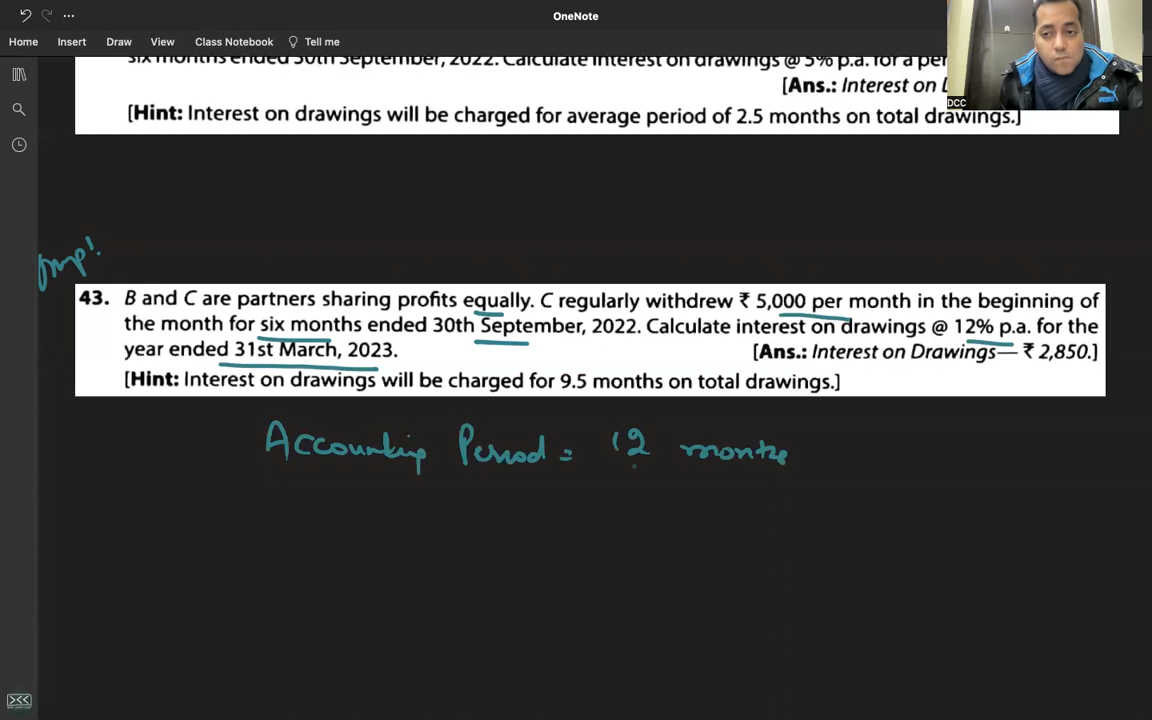 OneNote
Home Insert Draw View Class Notebook Tell me
six months ended 30th September, 2022. Calculate interest on drawings @ 5% p.a. for a pe
[Ans.: Interest on D
[Hint: Interest on drawings will be charged for average period of 2.5 months on total drawings.]
DCC
PUMA
Imp!
43. B and C are partners sharing profits equally. C regularly withdrew ₹ 5,000 per month in the beginning of
the month for six months ended 30th September, 2022. Calculate interest on drawings @ 12% p.a. for the
year ended 31st March, 2023. [Ans.: Interest on Drawings—₹ 2,850.]
[Hint: Interest on drawings will be charged for 9.5 months on total drawings.]
Accounting Period = 12 months